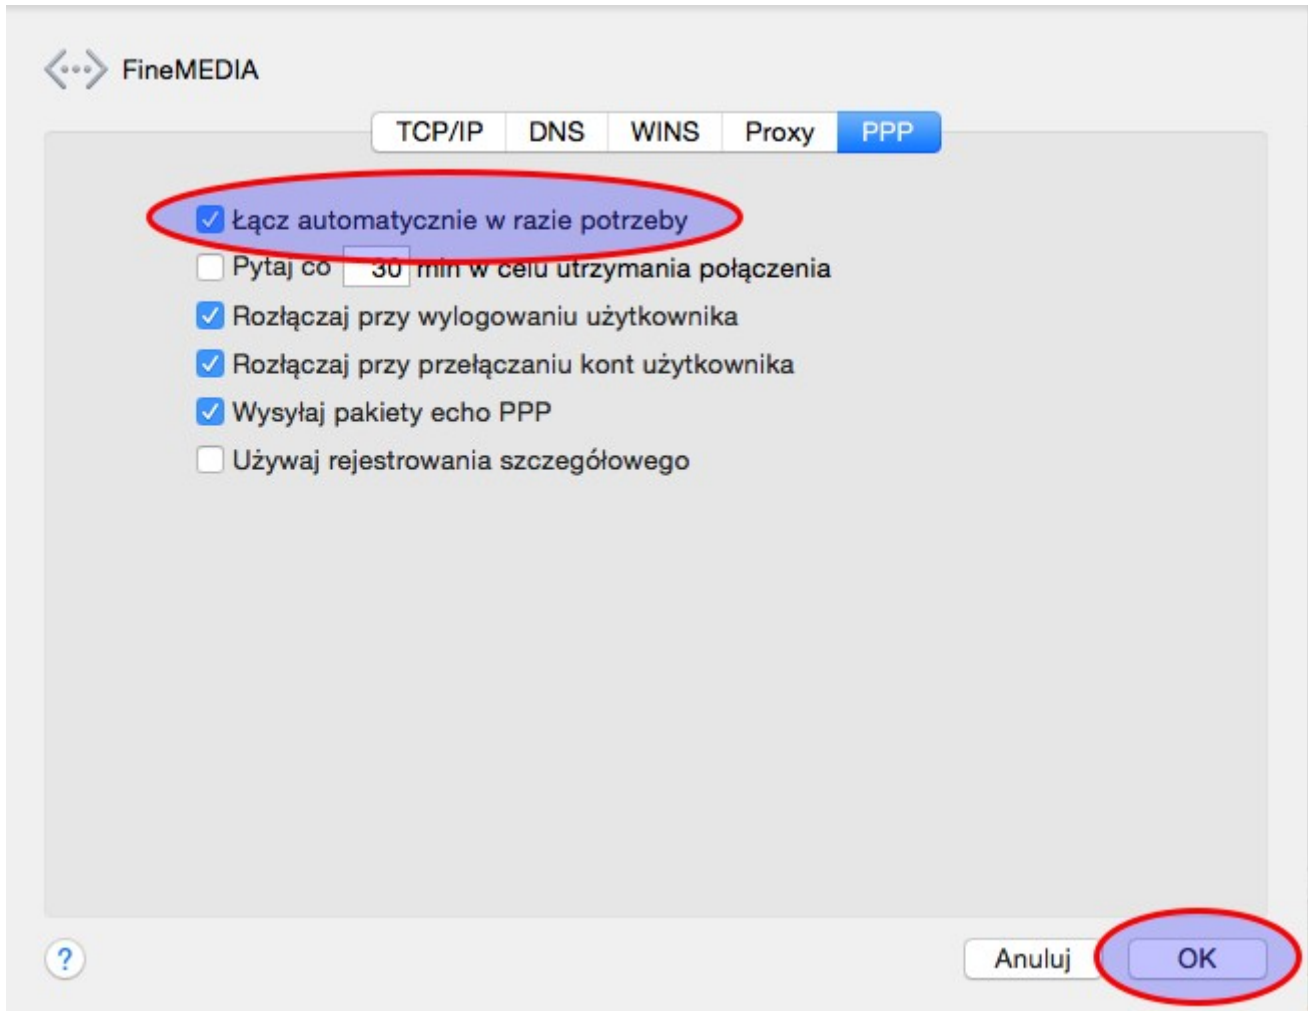 FineMEDIA
TCP/IP DNS WINS Proxy PPP
Łącz automatycznie w razie potrzeby
Pytaj co 30 min w celu utrzymania połączenia
Rozłączaj przy wylogowaniu użytkownika
Rozłączaj przy przełączaniu kont użytkownika
Wysyłaj pakiety echo PPP
Używaj rejestrowania szczegółowego
? Anuluj OK